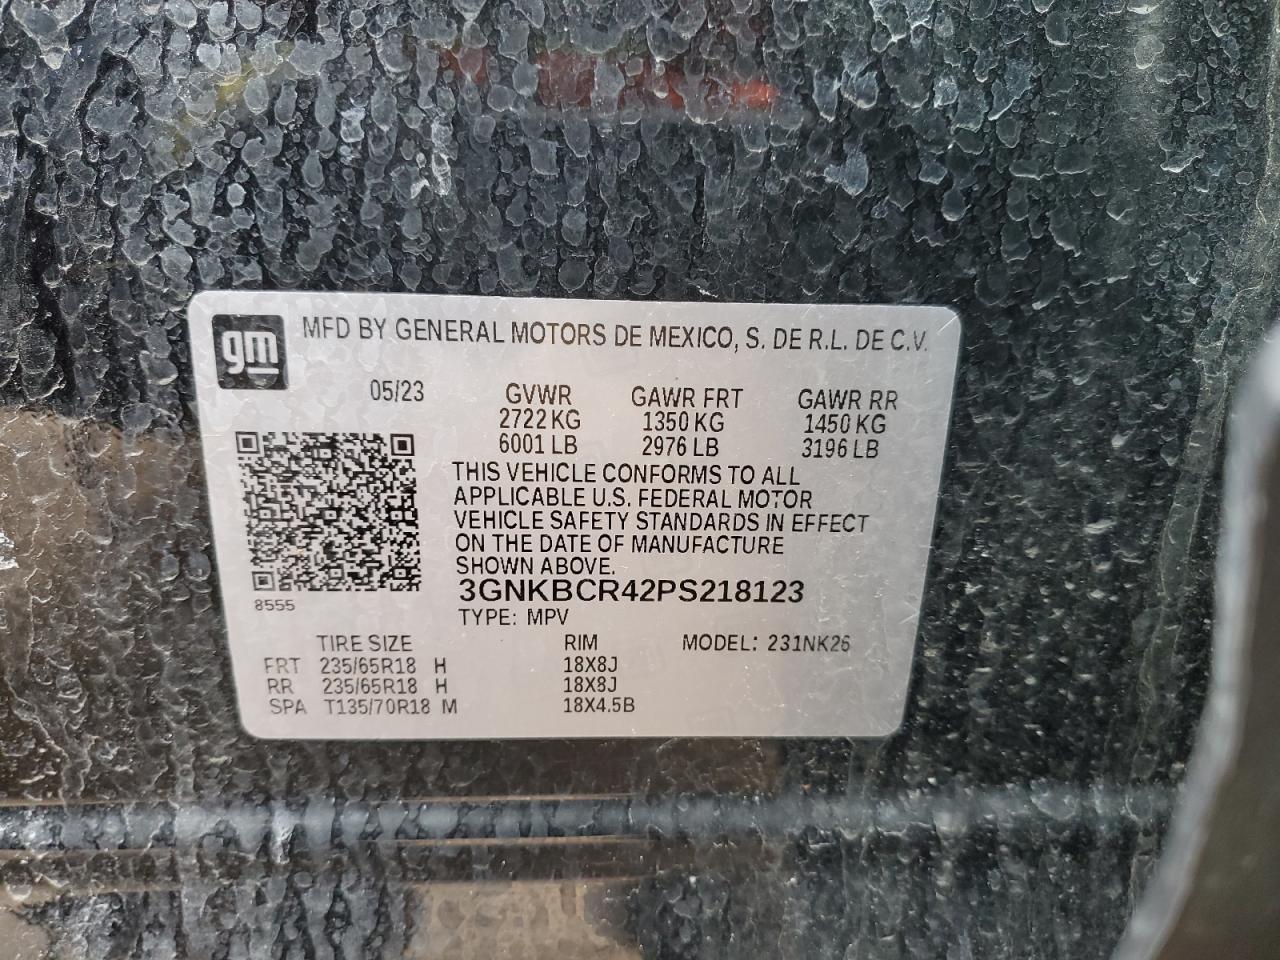 gm
MFD BY GENERAL MOTORS DE MEXICO, S. DE R.L. DE C.V.
05/23 GVWR GAWR FRT GAWR RR
2722 KG 1350 KG 1450 KG
6001 LB 2976 LB 3196 LB
THIS VEHICLE CONFORMS TO ALL
APPLICABLE U.S. FEDERAL MOTOR
VEHICLE SAFETY STANDARDS IN EFFECT
ON THE DATE OF MANUFACTURE
SHOWN ABOVE.
3GNKBCR42PS218123
8555
TYPE: MPV
TIRE SIZE RIM MODEL: 231NK26
FRT 235/65R18 H 18X8J
RR 235/65R18 H 18X8J
SPA T135/70R18 M 18X4.5B